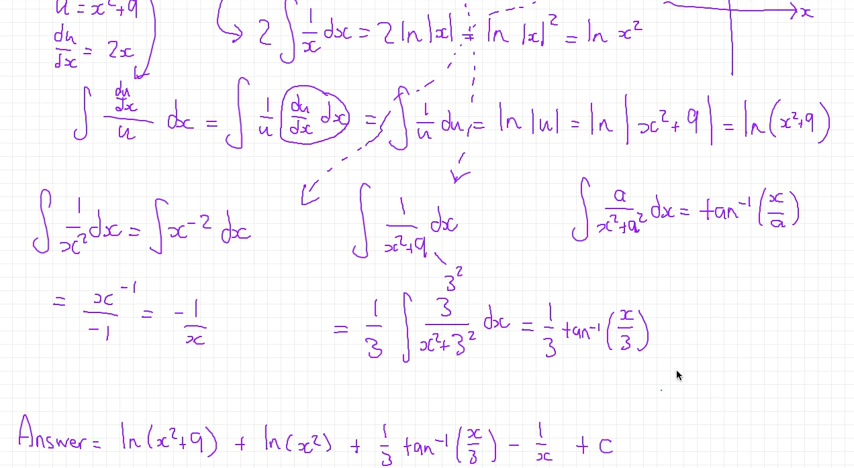 u = x²+9
du/dx = 2x
2 ∫ 1/x dx = 2 ln |x| = ln |x|² = ln x²
x
∫ (du/dx)/u dx = ∫ 1/u du/dx dx = ∫ 1/u du = ln |u| = ln |x²+9| = ln(x²+9)
∫ 1/x² dx = ∫ x⁻² dx
= x⁻¹/-1 = -1/x
∫ 1/(x²+9) dx
3²
= 1/3 ∫ 3/(x²+3²) dx = 1/3 tan⁻¹(x/3)
∫ a/(x²+a²) dx = tan⁻¹(x/a)
Answer = ln(x²+9) + ln(x²) + 1/3 tan⁻¹(x/3) - 1/x + c